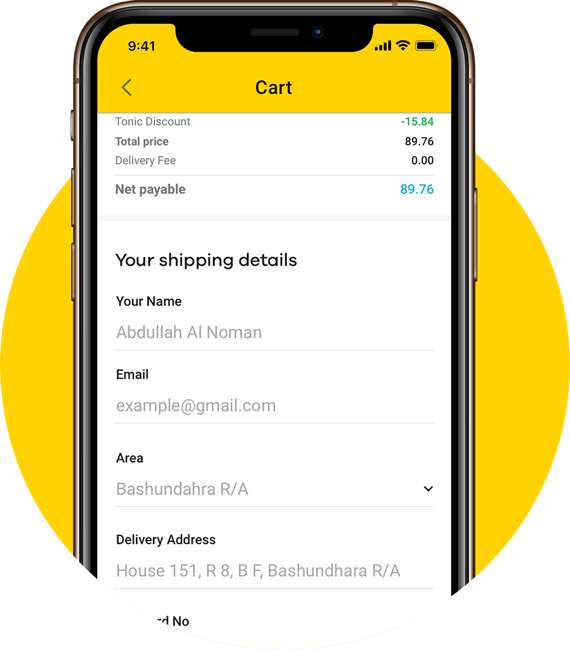 9:41
Cart
Tonic Discount -15.84
Total price 89.76
Delivery Fee 0.00
Net payable 89.76
Your shipping details
Your Name
Abdullah Al Noman
Email
example@gmail.com
Area
Bashundahra R/A
Delivery Address
House 151, R 8, B F, Bashundhara R/A
No